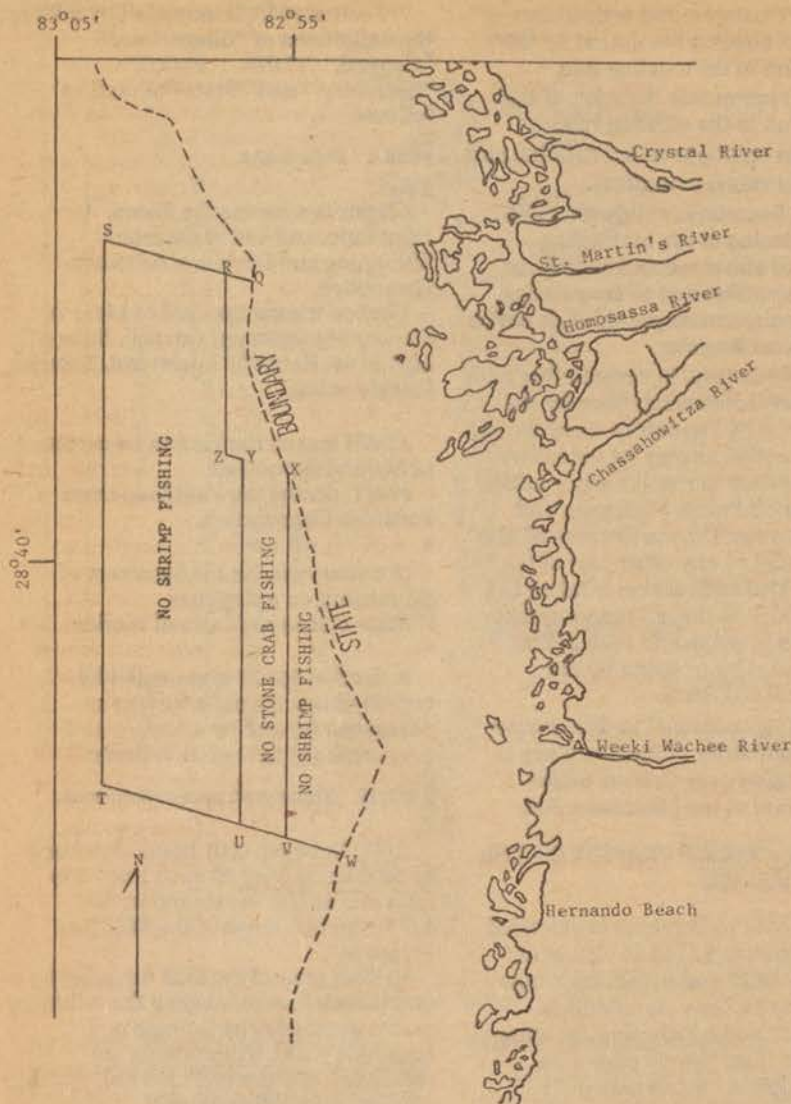 83°05'
82°55'
Crystal River
S
R
Q
St. Martin's River
Homosassa River
BOUNDARY
Chassahowitza River
Z
Y
X
NO SHRIMP FISHING
28°40'
NO STONE CRAB FISHING
STATE
NO SHRIMP FISHING
Weeki Wachee River
T
U
V
W
N
Hernando Beach